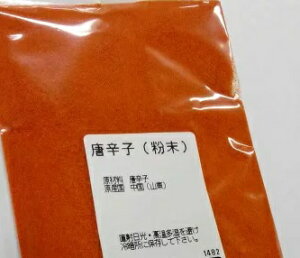 唐辛子（粉末）
原材料　唐辛子
原産国　中国（山東）
直射日光・高温多湿を避け
冷暗所に保存して下さい。
1482